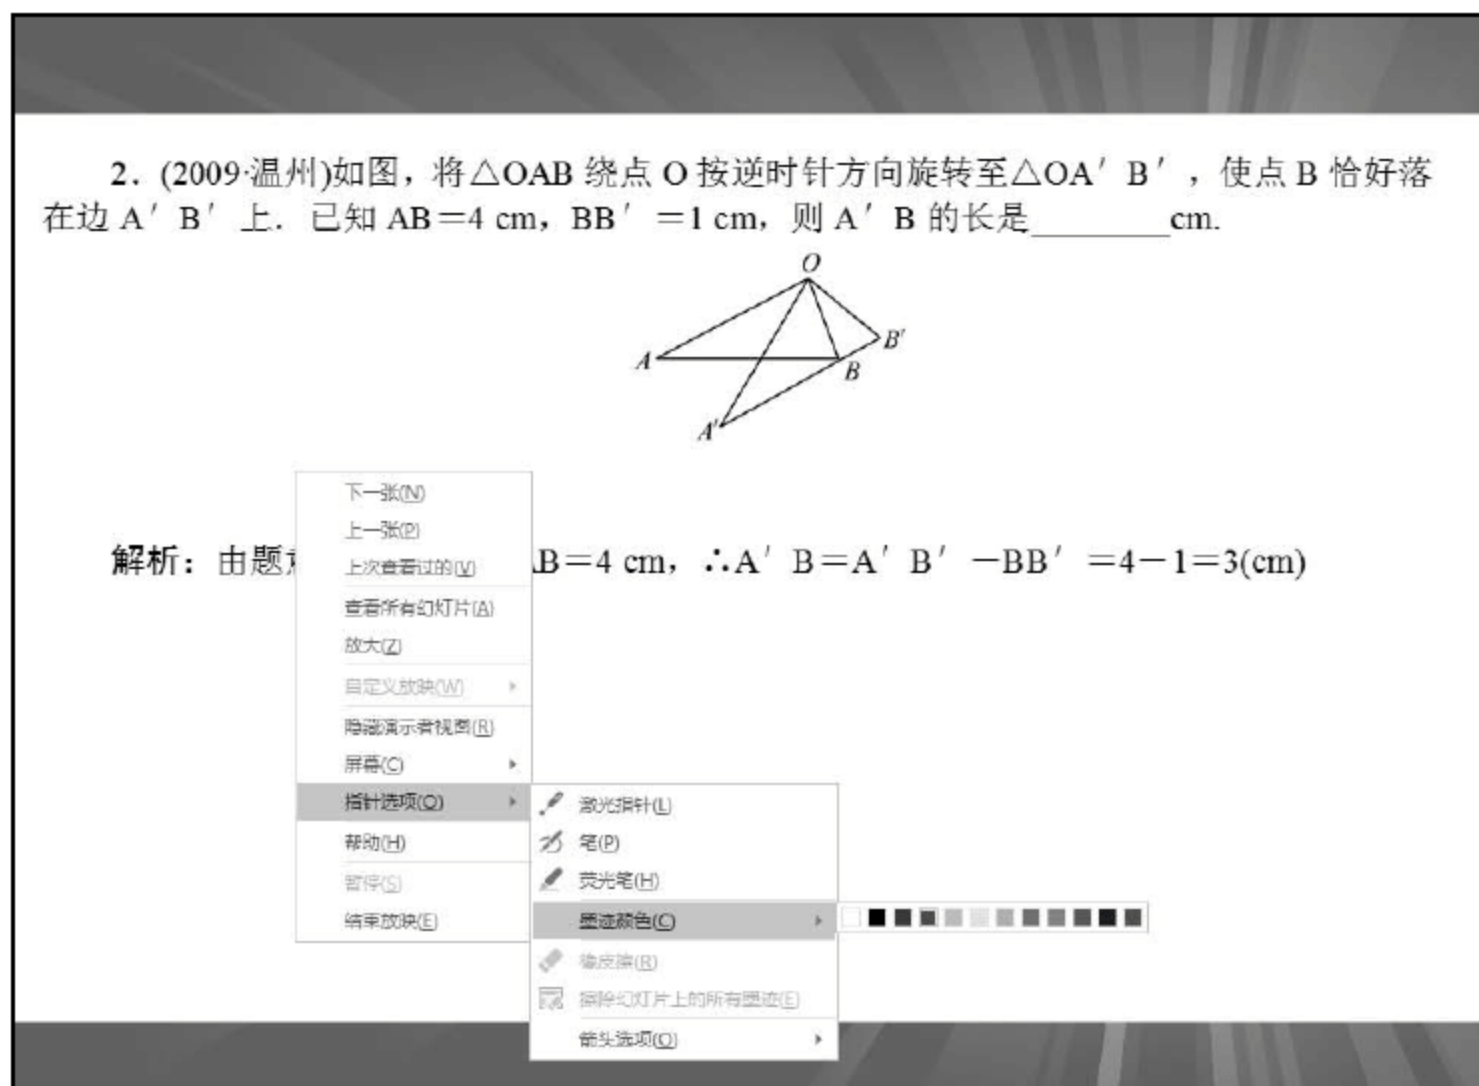 2．(2009·温州)如图，将△OAB 绕点 O 按逆时针方向旋转至△OA′B′，使点 B 恰好落
在边 A′B′上．已知 AB＝4 cm，BB′＝1 cm，则 A′B 的长是________cm.
O
A
B
B′
A′
解析：由题
B＝4 cm，∴A′B＝A′B′－BB′＝4－1＝3(cm)
下一张(N)
上一张(P)
上次查看过的(V)
查看所有幻灯片(A)
放大(Z)
自定义放映(W)
隐藏演示者视图(R)
屏幕(C)
指针选项(O)
帮助(H)
暂停(S)
结束放映(E)
激光指针(L)
笔(P)
荧光笔(H)
墨迹颜色(C)
橡皮擦(R)
擦除幻灯片上的所有墨迹(E)
箭头选项(O)